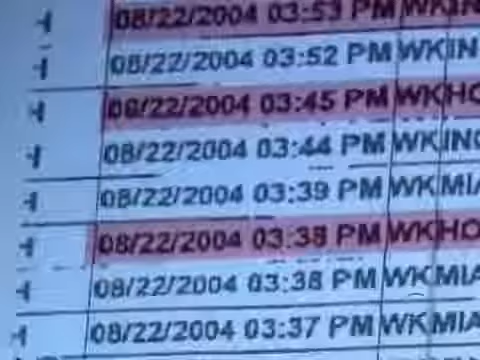 08/22/2004 03:53 PM WKIN
08/22/2004 03:52 PM WKIN
08/22/2004 03:45 PM WKHO
08/22/2004 03:44 PM WKINC
08/22/2004 03:39 PM WKMIA
08/22/2004 03:38 PM WKHO
08/22/2004 03:38 PM WKMIA
08/22/2004 03:37 PM WKMIA